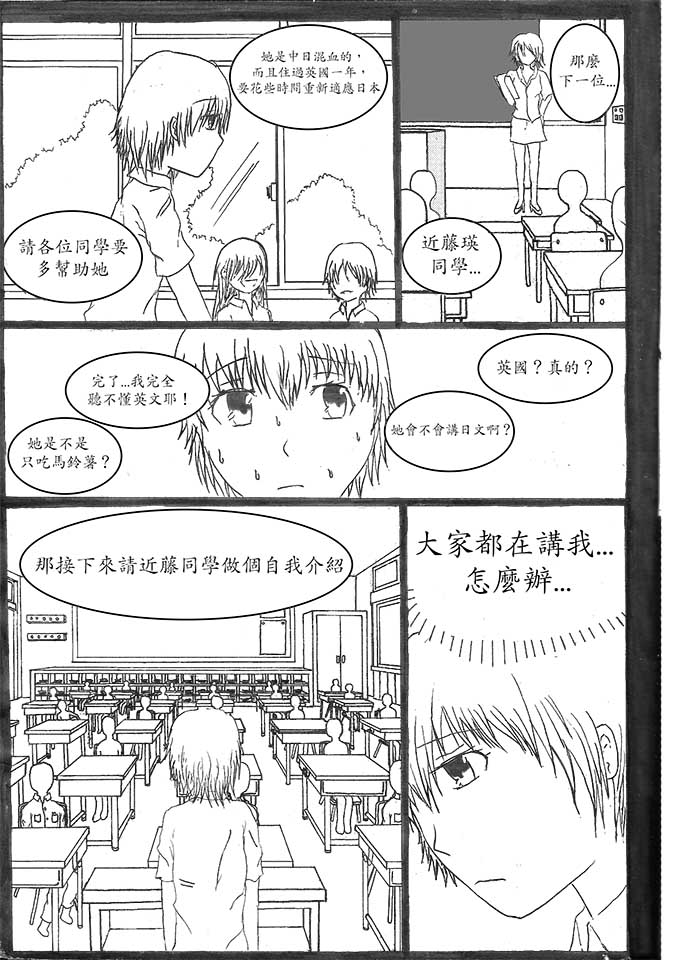 那麼
下一位...
近藤瑛
同學...
她是中日混血的，
而且住過英國一年，
要花些時間重新適應日本
請各位同學要
多幫助她
英國？真的？
她會不會講日文啊？
完了...我完全
聽不懂英文耶！
她是不是
只吃馬鈴薯？
大家都在講我...
怎麼辦...
那接下來請近藤同學做個自我介紹